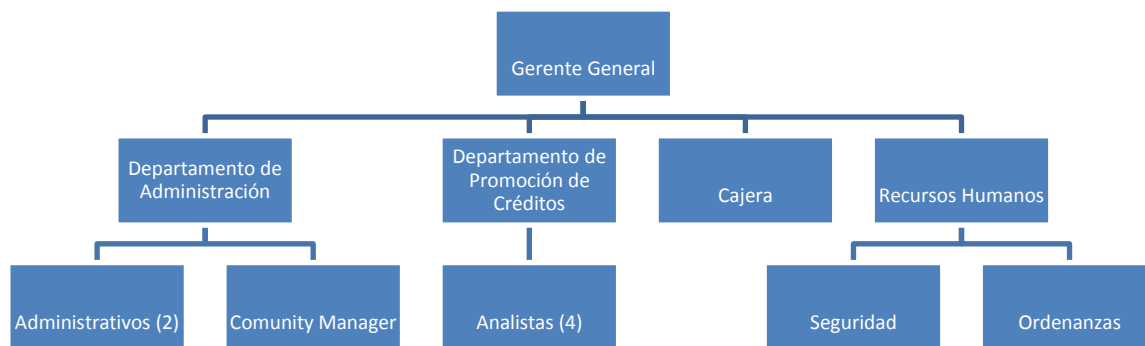 Gerente General
Departamento de
Administración
Departamento de
Promoción de
Créditos
Cajera
Recursos Humanos
Administrativos (2)
Comunity Manager
Analistas (4)
Seguridad
Ordenanzas